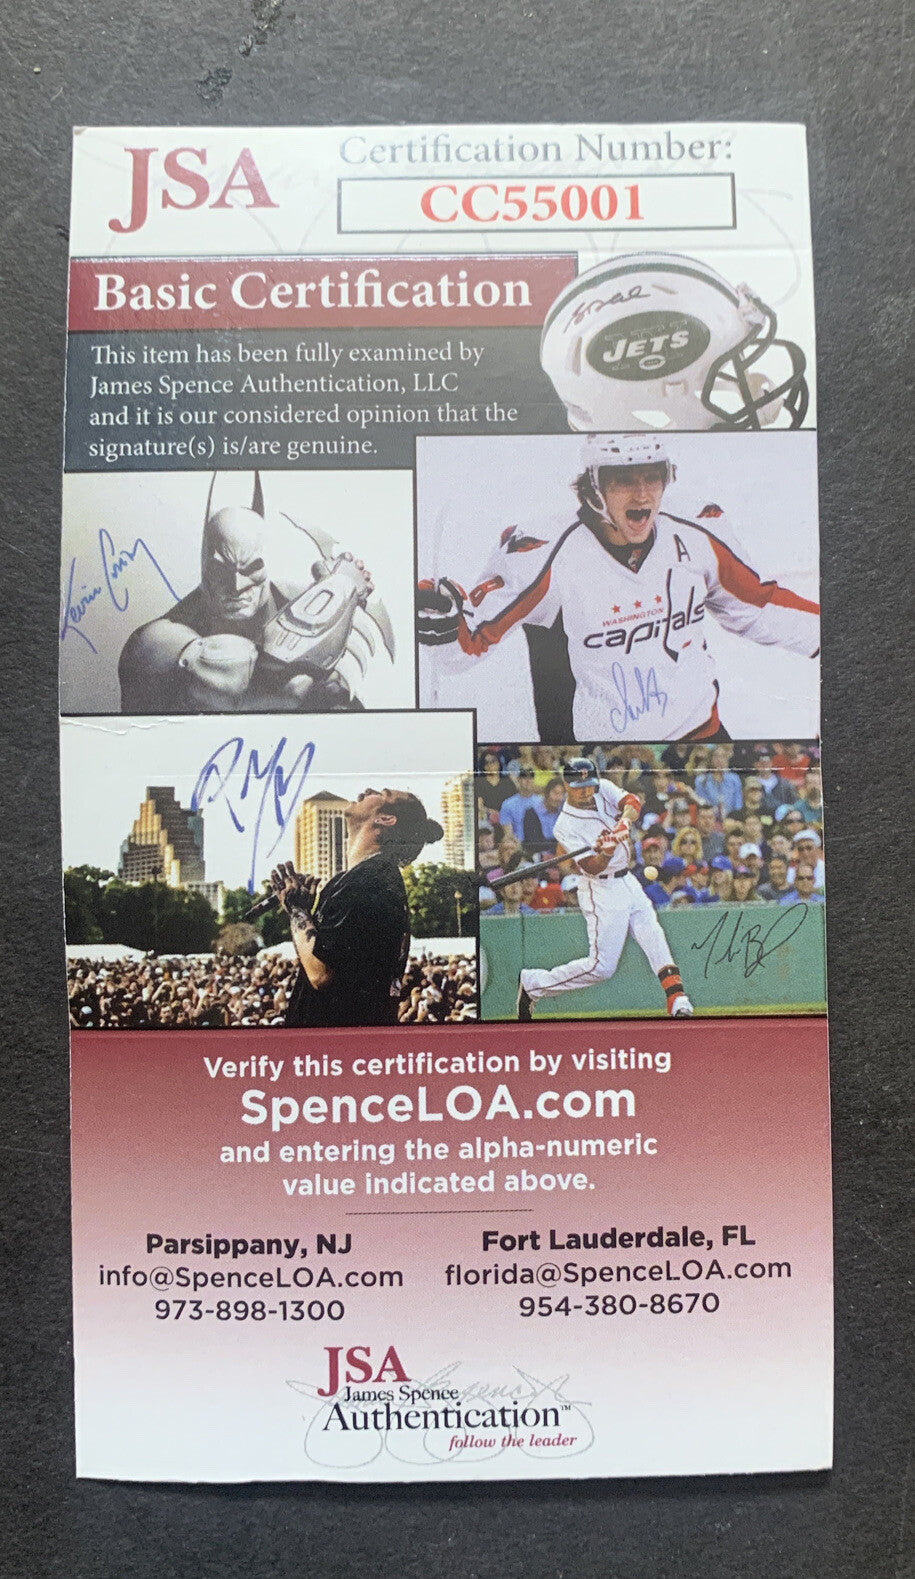 JSA
Certification Number:
CC55001
Basic Certification
This item has been fully examined by
James Spence Authentication, LLC
and it is our considered opinion that the
signature(s) is/are genuine.
JETS
Kevin Conroy
A
WASHINGTON
capitals
Verify this certification by visiting
SpenceLOA.com
and entering the alpha-numeric
value indicated above.
Parsippany, NJ
info@SpenceLOA.com
973-898-1300
Fort Lauderdale, FL
florida@SpenceLOA.com
954-380-8670
JSA
James Spence
Authentication™
follow the leader